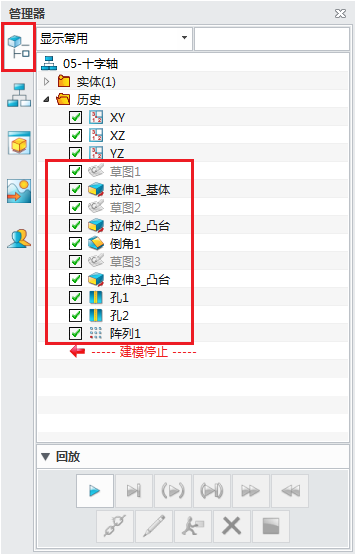 管理器
显示常用
05-十字轴
实体(1)
历史
XY
XZ
YZ
草图1
拉伸1_基体
草图2
拉伸2_凸台
倒角1
草图3
拉伸3_凸台
孔1
孔2
阵列1
----- 建模停止 -----
回放